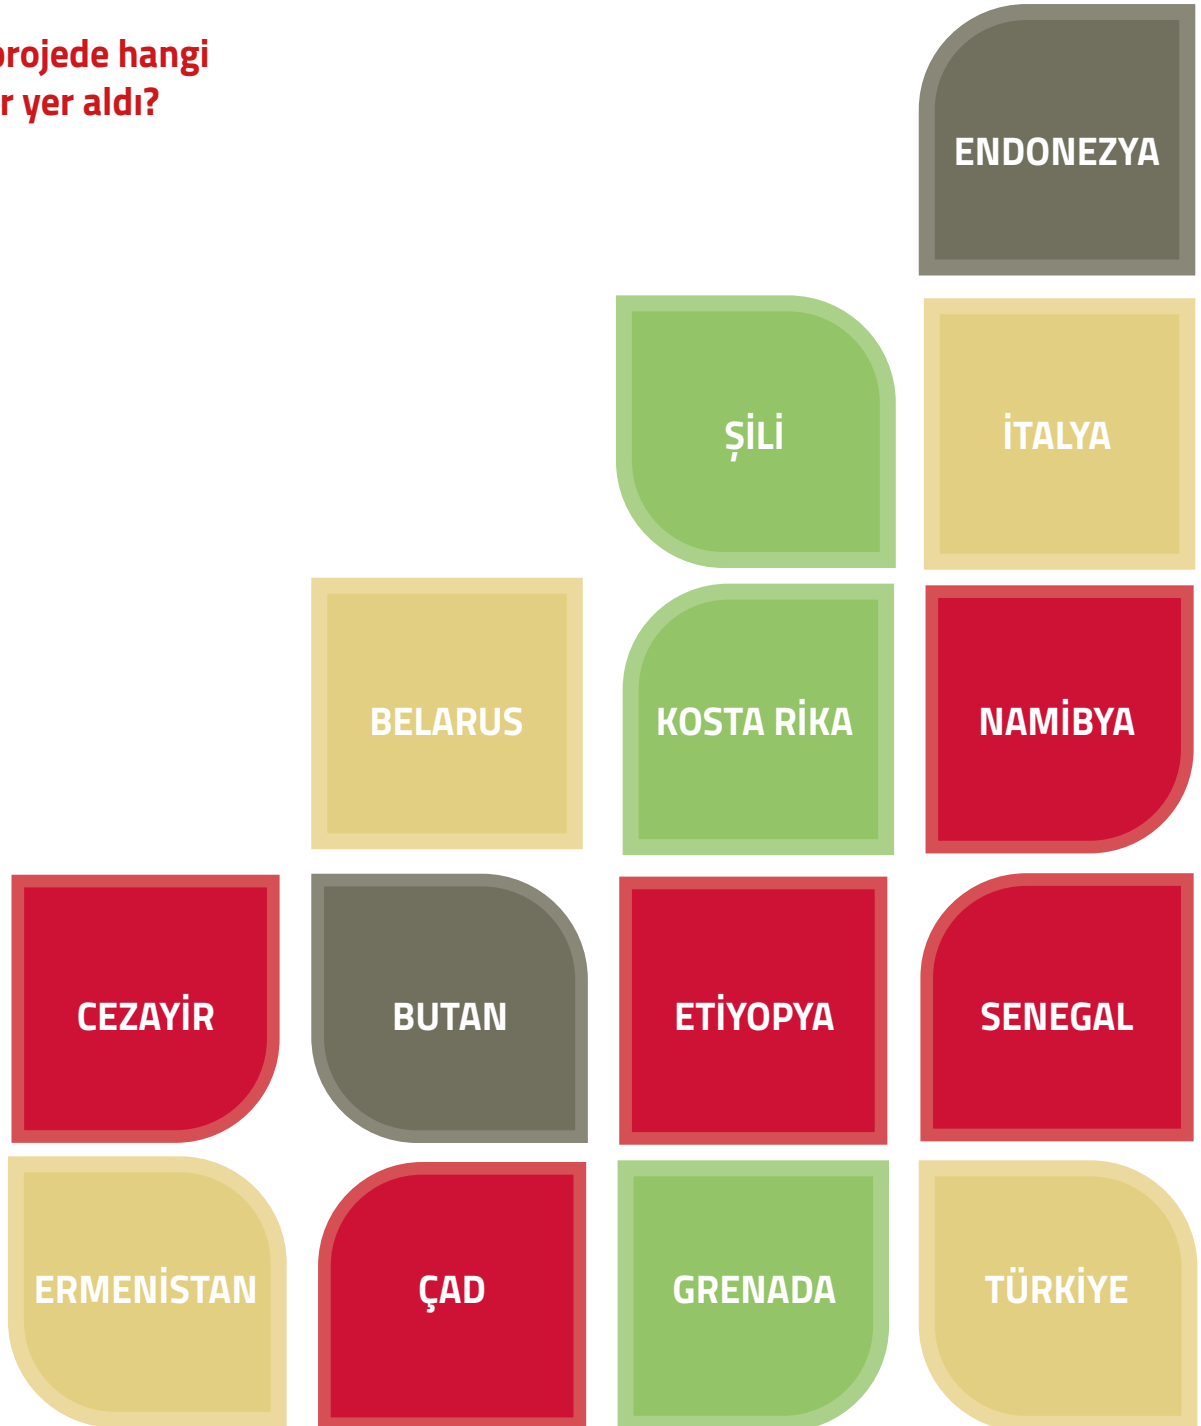 projede hangi
r yer aldı?
ENDONEZYA
ŞİLİ
İTALYA
BELARUS
KOSTA RİKA
NAMİBYA
CEZAYİR
BUTAN
ETİYOPYA
SENEGAL
ERMENİSTAN
ÇAD
GRENADA
TÜRKİYE